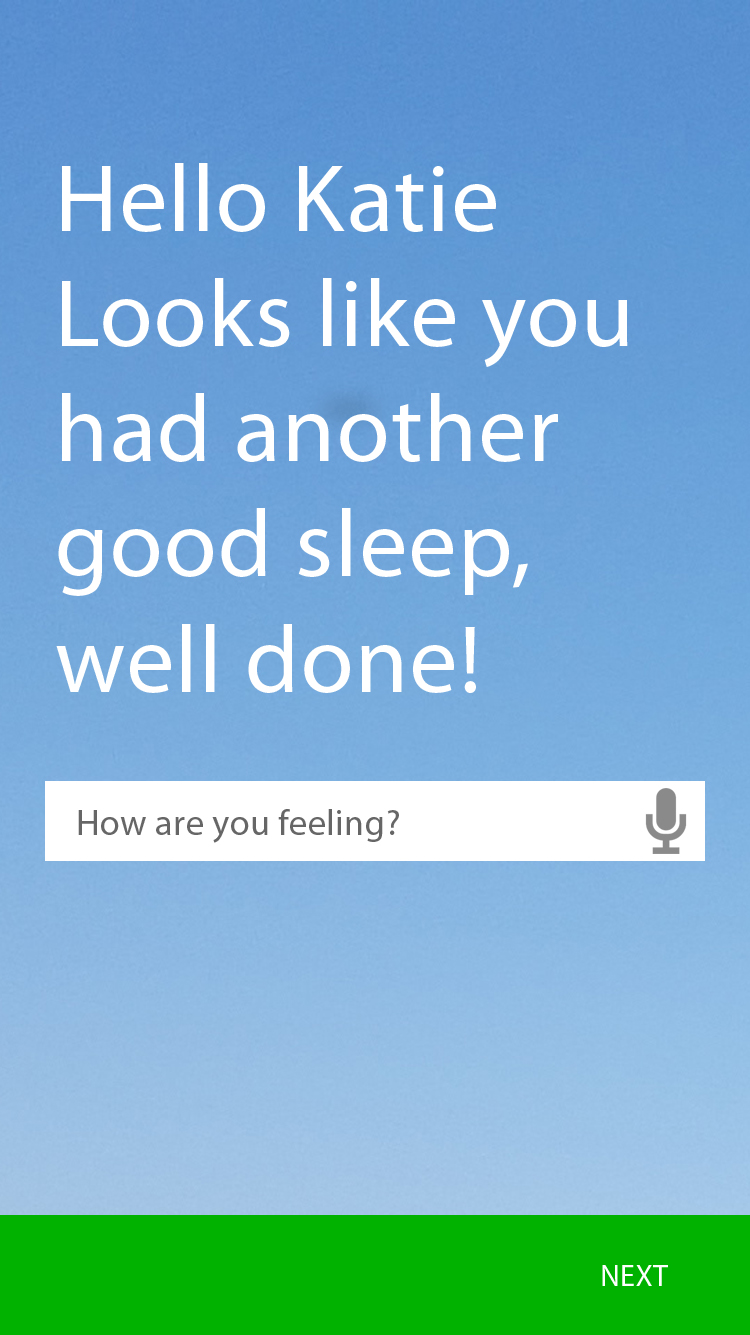 Hello Katie
Looks like you
had another
good sleep,
well done!
How are you feeling?
NEXT